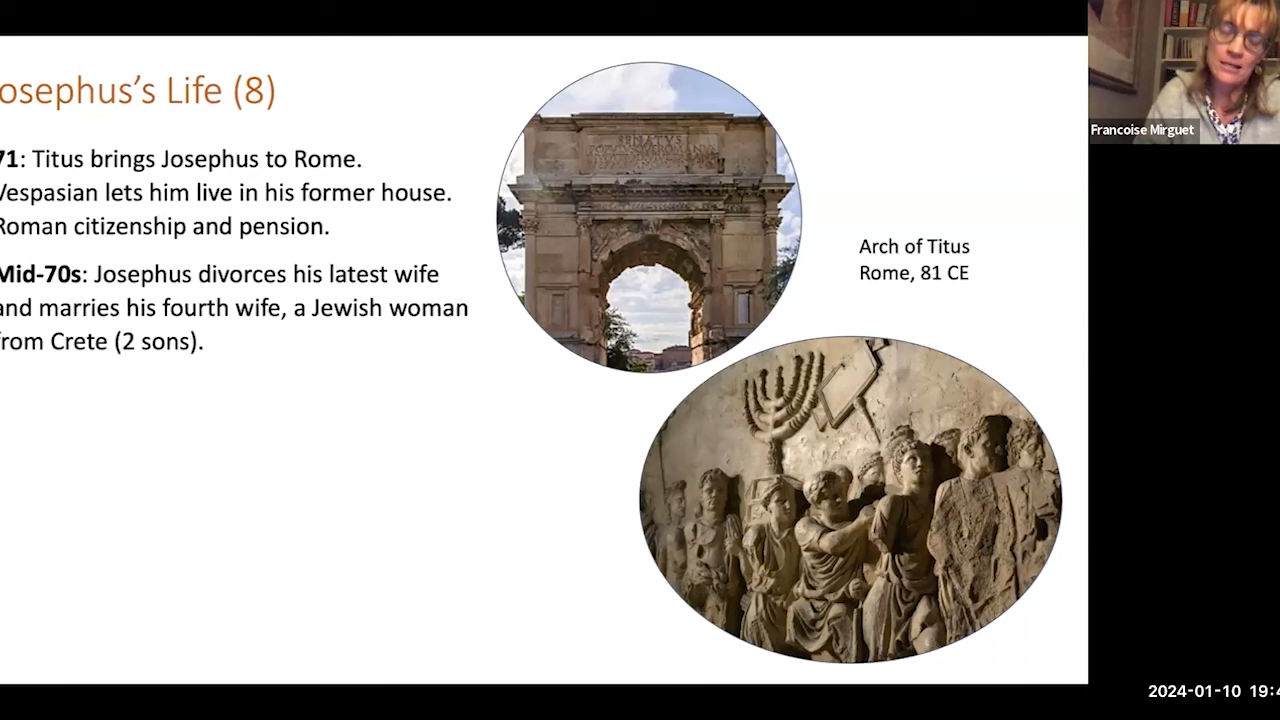 osephus's Life (8)
71: Titus brings Josephus to Rome.
Vespasian lets him live in his former house.
Roman citizenship and pension.
Mid-70s: Josephus divorces his latest wife
and marries his fourth wife, a Jewish woman
from Crete (2 sons).
Arch of Titus
Rome, 81 CE
Francoise Mirguet
2024-01-10 19:4